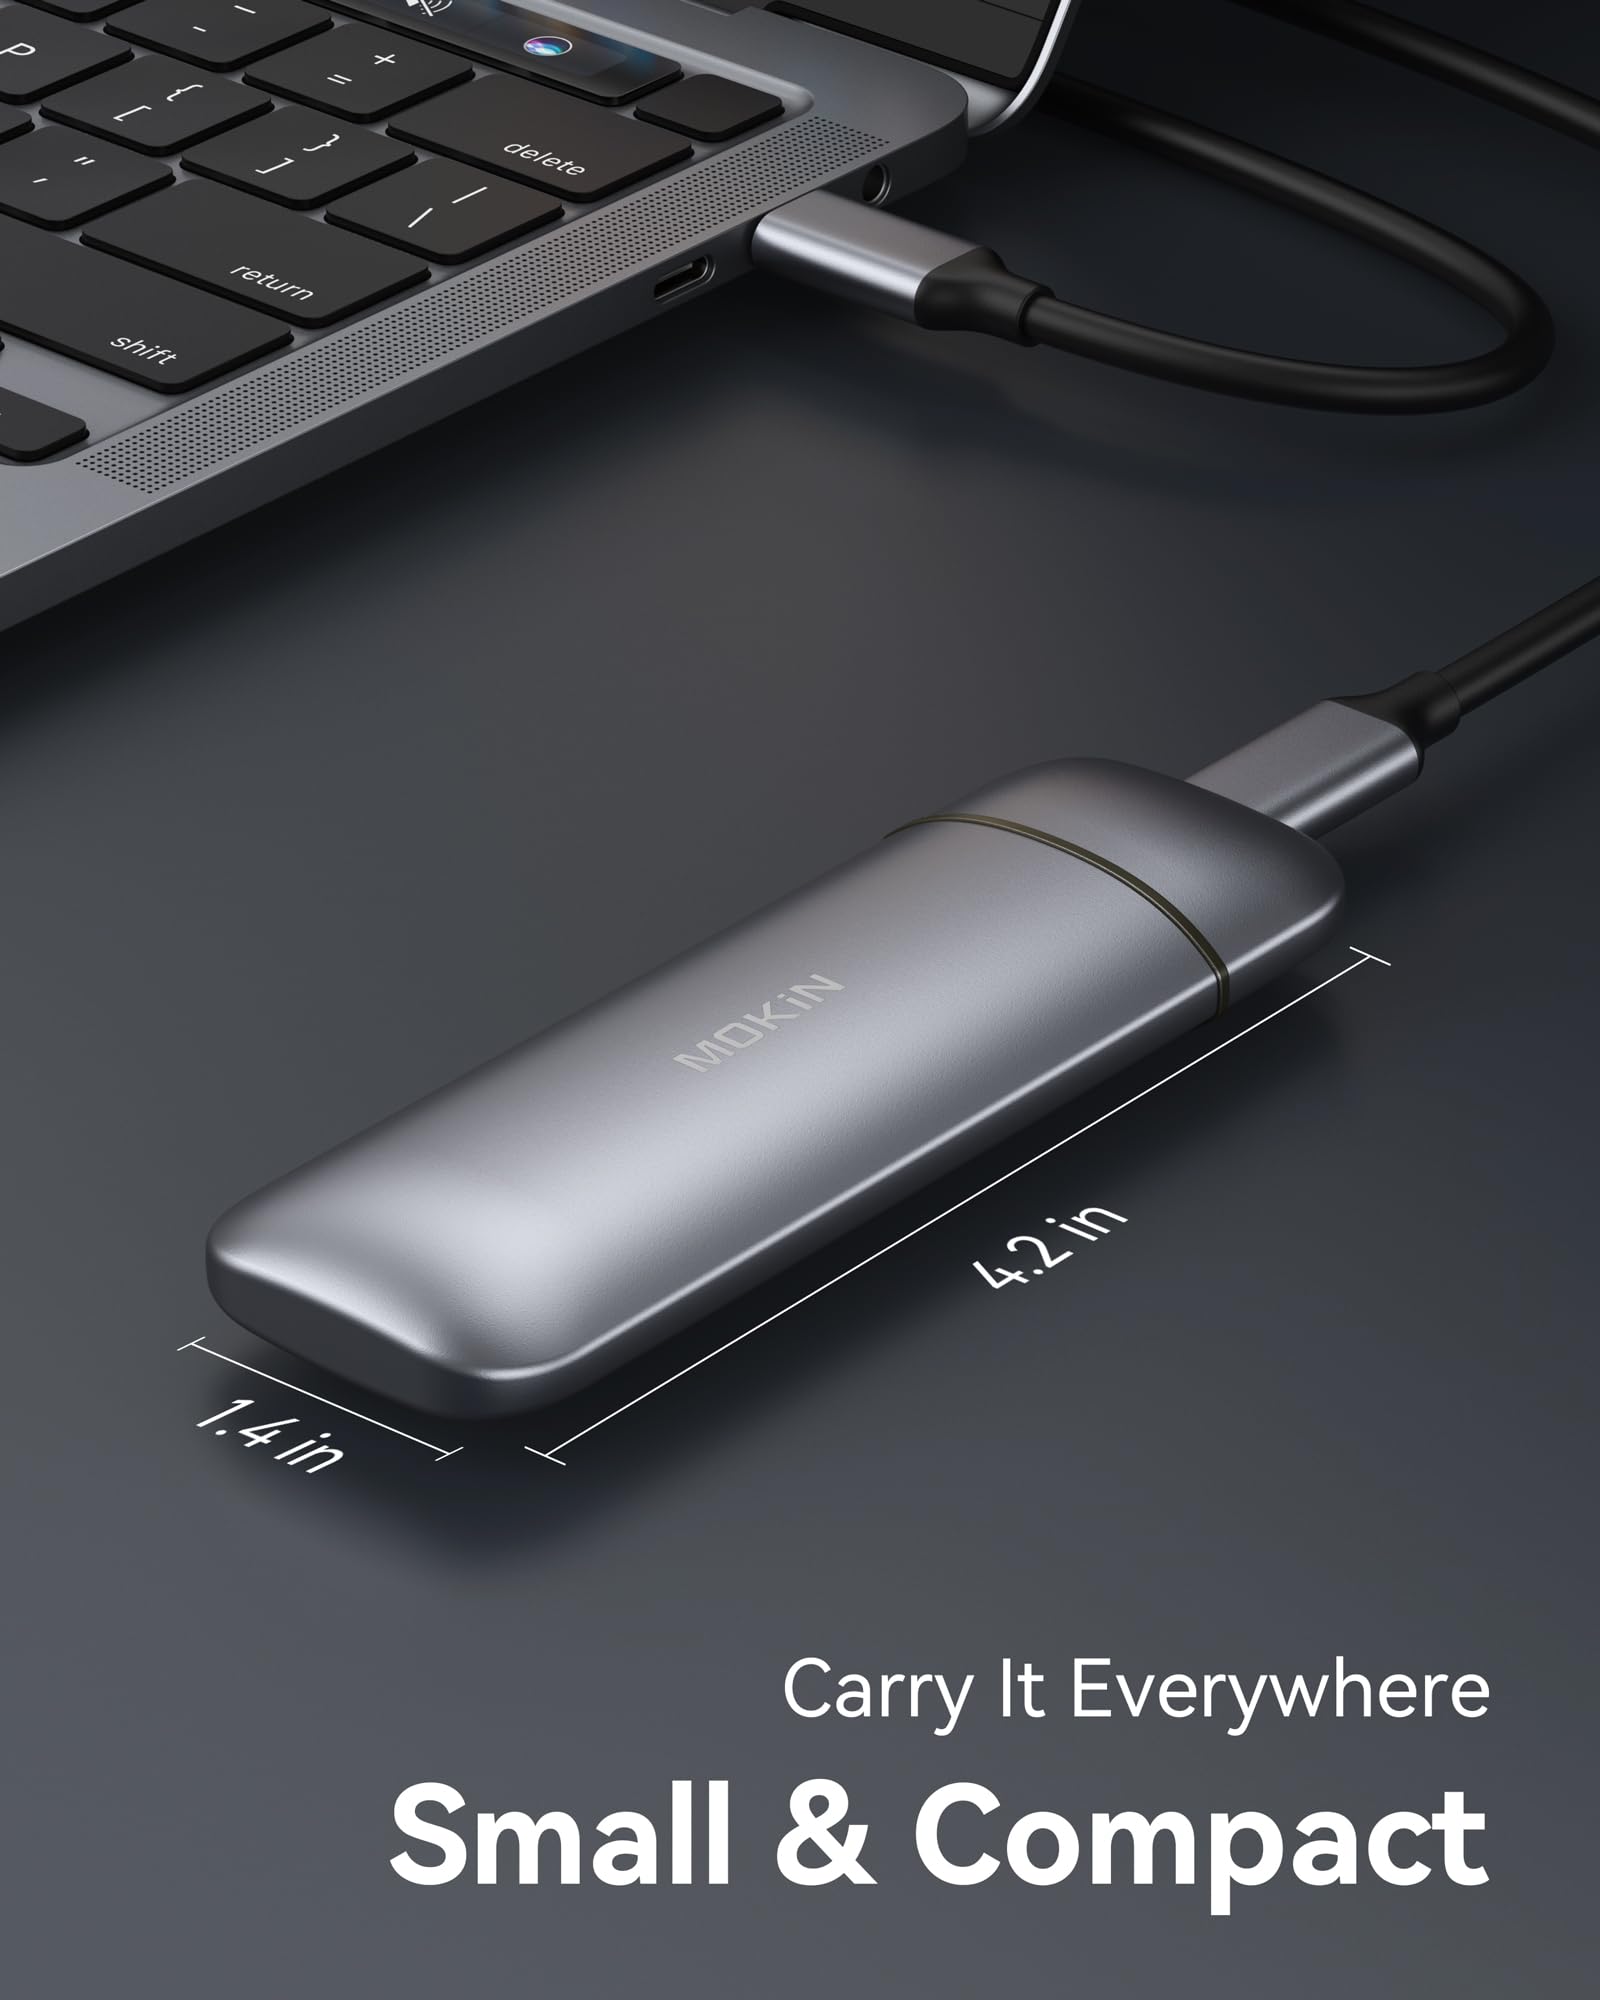 P
- _
+ =
{ [
} ]
delete
" '
| \
return
shift
MOKiN
4.2 in
1.4 in
Carry It Everywhere
Small & Compact